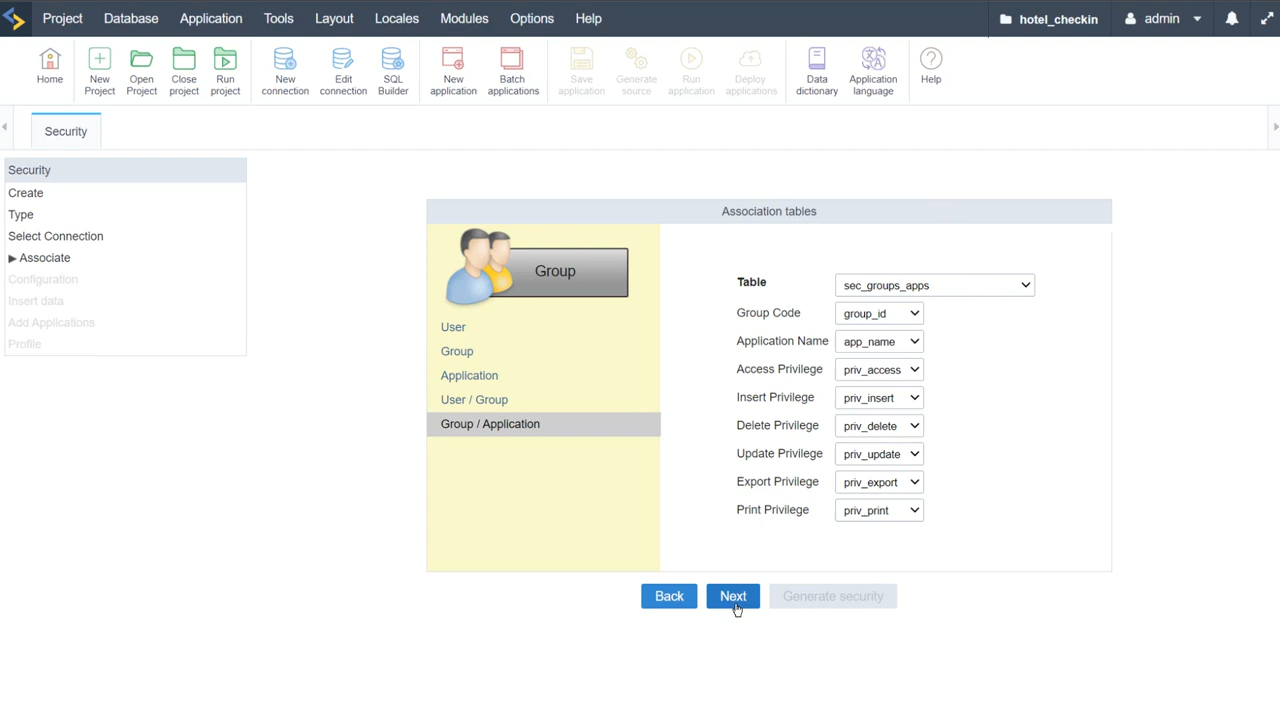 Project Database Application Tools Layout Locales Modules Options Help hotel_checkin admin
Home
New Project
Open Project
Close project
Run project
New connection
Edit connection
SQL Builder
New application
Batch applications
Save application
Generate source
Run application
Deploy applications
Data dictionary
Application language
Help
Security
Security
Create
Type
Select Connection
Associate
Configuration
Insert data
Add Applications
Profile
Association tables
Group
User
Group
Application
User / Group
Group / Application
Table sec_groups_apps
Group Code group_id
Application Name app_name
Access Privilege priv_access
Insert Privilege priv_insert
Delete Privilege priv_delete
Update Privilege priv_update
Export Privilege priv_export
Print Privilege priv_print
Back Next Generate security